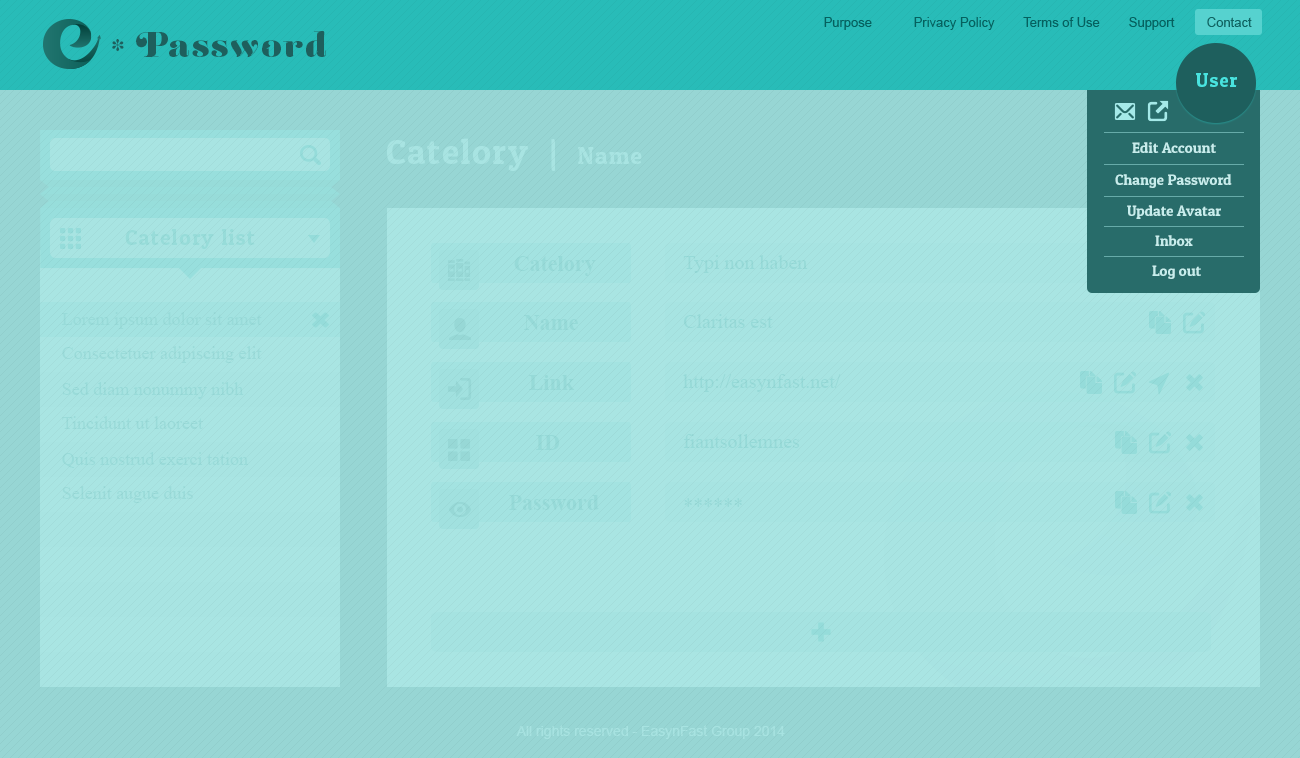 Purpose Privacy Policy Terms of Use Support Contact
e * Password
User
Edit Account
Change Password
Update Avatar
Inbox
Log out
Catelory | Name
Catelory list
Lorem ipsum dolor sit amet
Consectetuer adipiscing elit
Sed diam nonummy nibh
Tincidunt ut laoreet
Quis nostrud exerci tation
Selenit augue duis
Catelory Typi non haben
Name Claritas est
Link http://easynfast.net/
ID fiantsollemnes
Password ******
All rights reserved - EasynFast Group 2014